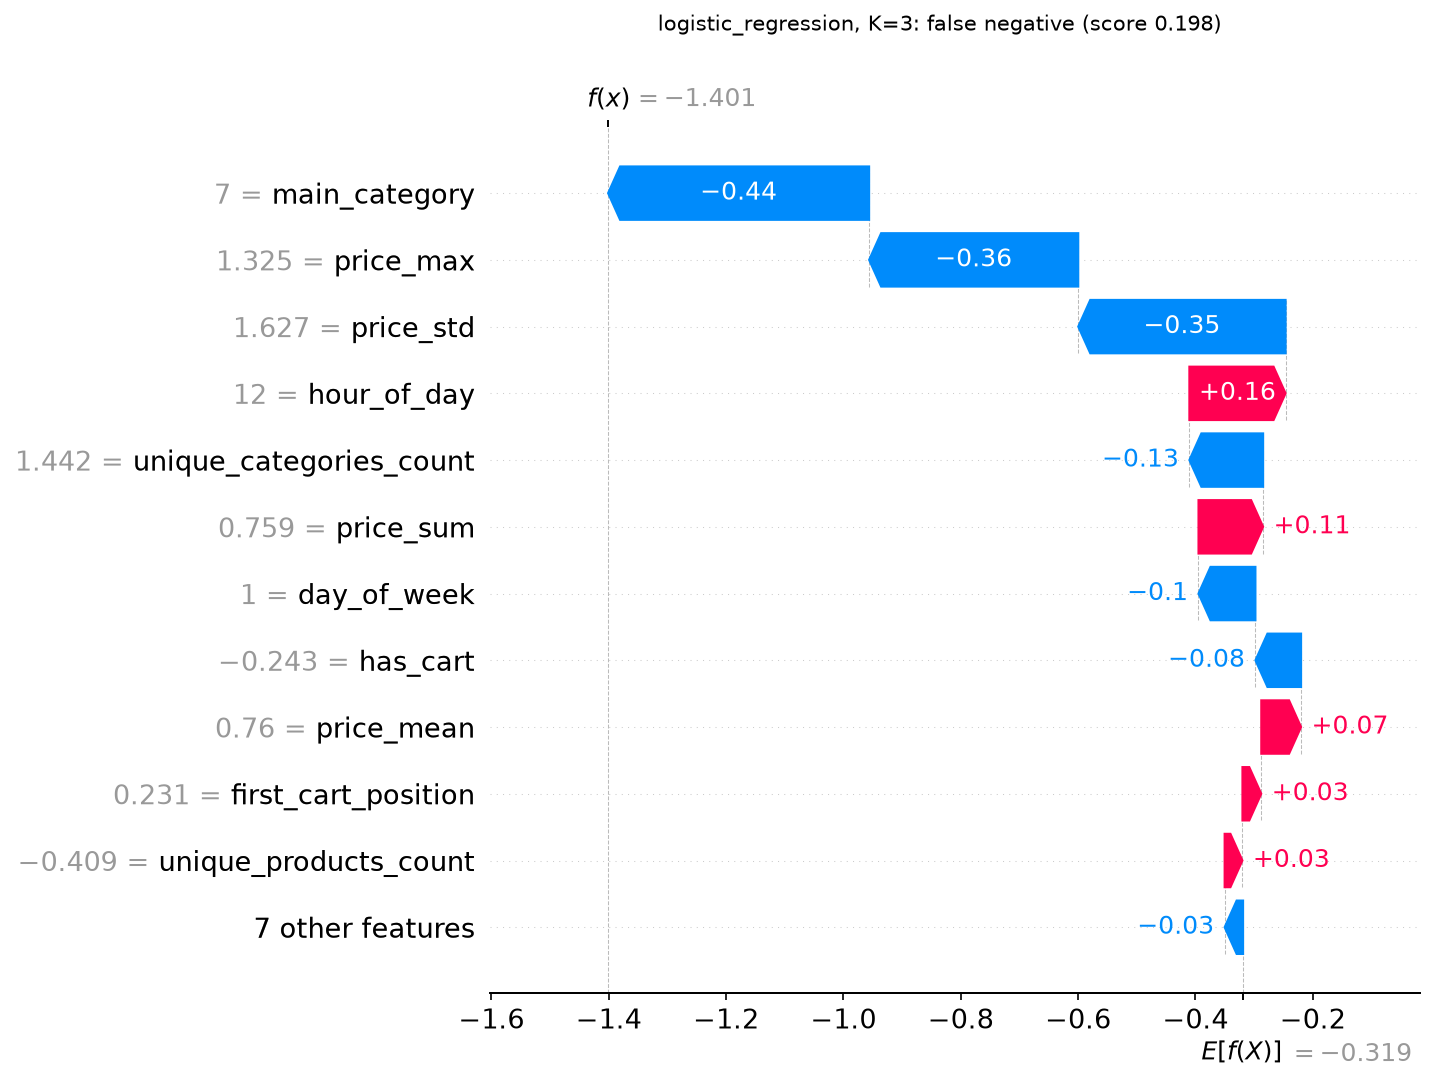 logistic_regression, K=3: false negative (score 0.198)
f(x) = −1.401
7 = main_category −0.44
1.325 = price_max −0.36
1.627 = price_std −0.35
12 = hour_of_day +0.16
1.442 = unique_categories_count −0.13
0.759 = price_sum +0.11
1 = day_of_week −0.1
−0.243 = has_cart −0.08
0.76 = price_mean +0.07
0.231 = first_cart_position +0.03
−0.409 = unique_products_count +0.03
7 other features −0.03
−1.6 −1.4 −1.2 −1.0 −0.8 −0.6 −0.4 −0.2
E[f(X)] = −0.319